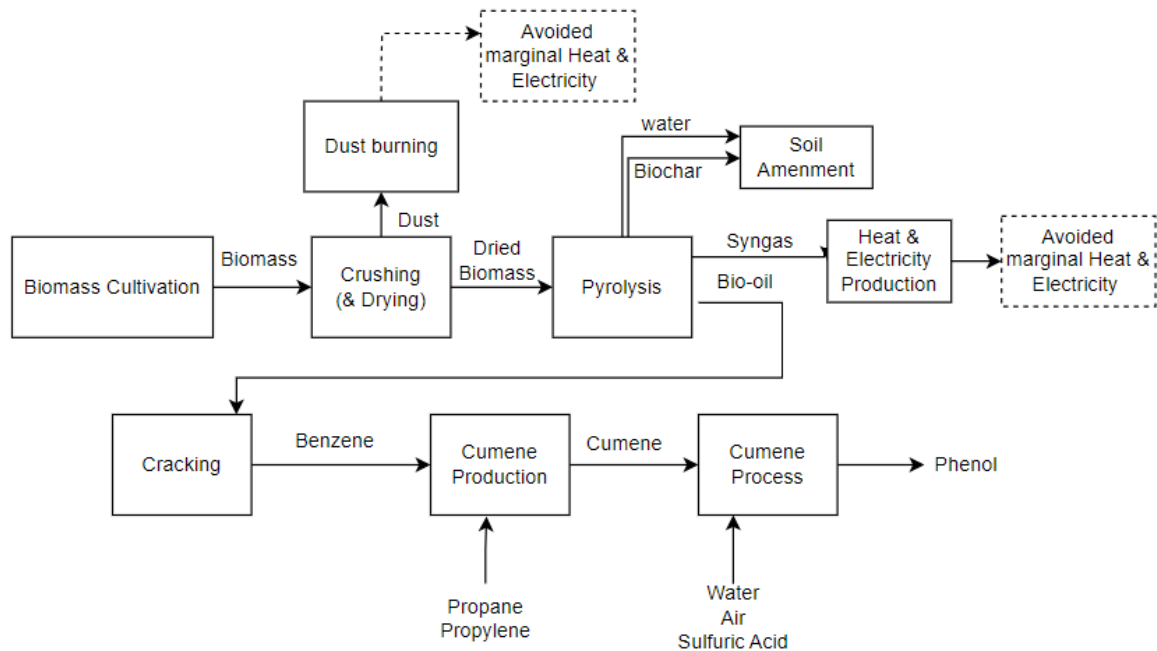 Avoided
marginal Heat &
Electricity
Dust burning
water
Soil
Amenment
Biochar
Dust
Biomass Cultivation
Biomass
Crushing
(& Drying)
Dried
Biomass
Pyrolysis
Syngas
Bio-oil
Heat &
Electricity
Production
Avoided
marginal Heat &
Electricity
Cracking
Benzene
Cumene
Production
Cumene
Cumene
Process
Phenol
Propane
Propylene
Water
Air
Sulfuric Acid